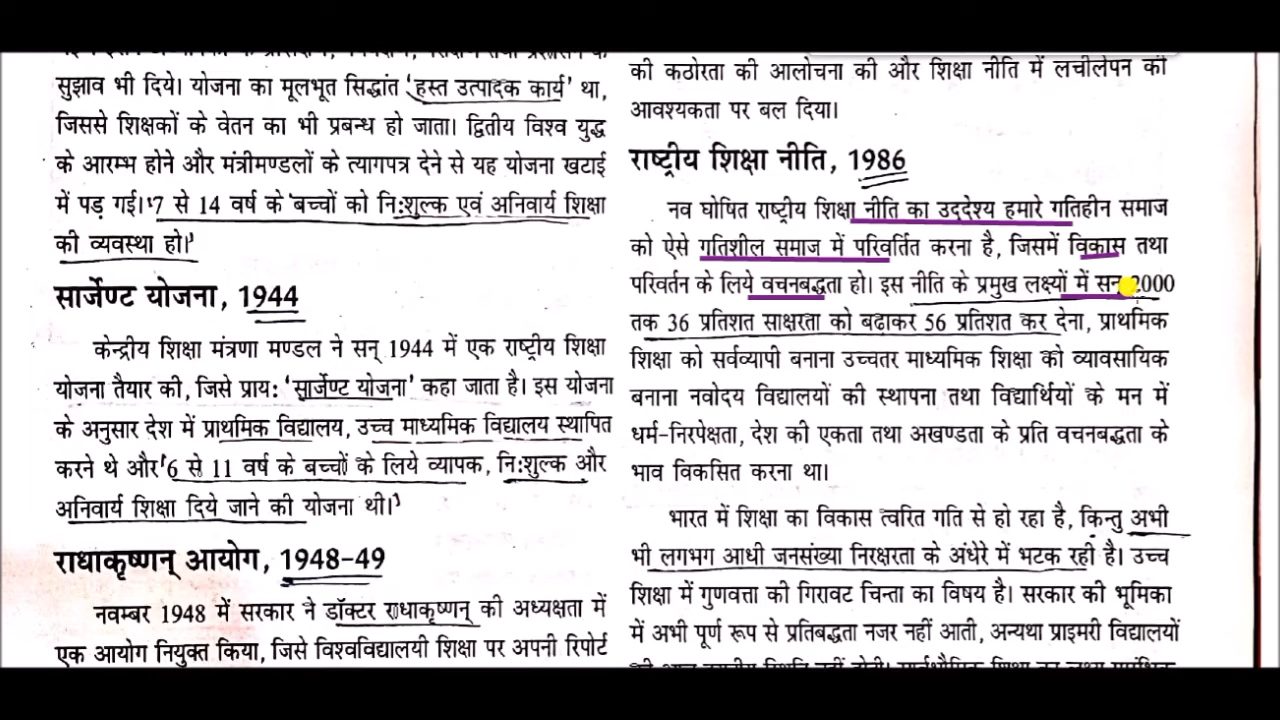 सुझाव भी दिये। योजना का मूलभूत सिद्धांत 'हस्त उत्पादक कार्य' था,
जिससे शिक्षकों के वेतन का भी प्रबन्ध हो जाता। द्वितीय विश्व युद्ध
के आरम्भ होने और मंत्रीमण्डलों के त्यागपत्र देने से यह योजना खटाई
में पड़ गई। '7 से 14 वर्ष के बच्चों को नि:शुल्क एवं अनिवार्य शिक्षा
की व्यवस्था हो।'
सार्जेण्ट योजना, 1944
केन्द्रीय शिक्षा मंत्रणा मण्डल ने सन् 1944 में एक राष्ट्रीय शिक्षा
योजना तैयार की, जिसे प्राय: 'सार्जेण्ट योजना' कहा जाता है। इस योजना
के अनुसार देश में प्राथमिक विद्यालय, उच्च माध्यमिक विद्यालय स्थापित
करने थे और '6 से 11 वर्ष के बच्चों के लिये व्यापक, नि:शुल्क और
अनिवार्य शिक्षा दिये जाने की योजना थी।'
राधाकृष्णन् आयोग, 1948-49
नवम्बर 1948 में सरकार ने डॉक्टर राधाकृष्णन् की अध्यक्षता में
एक आयोग नियुक्त किया, जिसे विश्वविद्यालयी शिक्षा पर अपनी रिपोर्ट
की कठोरता की आलोचना की और शिक्षा नीति में लचीलेपन की
आवश्यकता पर बल दिया।
राष्ट्रीय शिक्षा नीति, 1986
नव घोषित राष्ट्रीय शिक्षा नीति का उद्देश्य हमारे गतिहीन समाज
को ऐसे गतिशील समाज में परिवर्तित करना है, जिसमें विकास तथा
परिवर्तन के लिये वचनबद्धता हो। इस नीति के प्रमुख लक्ष्यों में सन् 2000
तक 36 प्रतिशत साक्षरता को बढ़ाकर 56 प्रतिशत कर देना, प्राथमिक
शिक्षा को सर्वव्यापी बनाना उच्चतर माध्यमिक शिक्षा को व्यावसायिक
बनाना नवोदय विद्यालयों की स्थापना तथा विद्यार्थियों के मन में
धर्म-निरपेक्षता, देश की एकता तथा अखण्डता के प्रति वचनबद्धता के
भाव विकसित करना था।
भारत में शिक्षा का विकास त्वरित गति से हो रहा है, किन्तु अभी
भी लगभग आधी जनसंख्या निरक्षरता के अंधेरे में भटक रही है। उच्च
शिक्षा में गुणवत्ता की गिरावट चिन्ता का विषय है। सरकार की भूमिका
में अभी पूर्ण रूप से प्रतिबद्धता नजर नहीं आती, अन्यथा प्राइमरी विद्यालयों